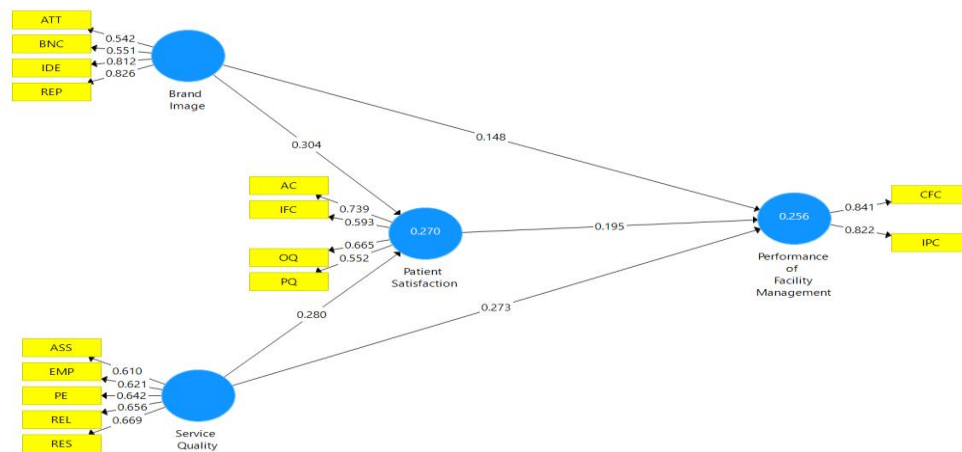 ATT
0.542
BNC
0.551
IDE
0.812
REP
0.826
Brand
Image
0.148
0.304
AC
0.739
IFC
0.593
0.270
OQ
0.665
PQ
0.552
Patient
Satisfaction
0.195
0.256
CFC
0.841
IPC
0.822
Performance
of
Facility
Management
0.280
0.273
ASS
0.610
EMP
0.621
PE
0.642
REL
0.656
RES
0.669
Service
Quality